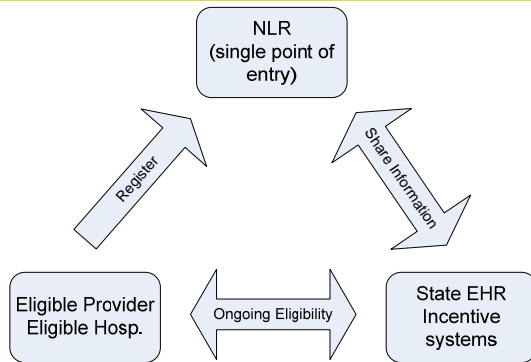 NLR
(single point of
entry)
Register
Share Information
Eligible Provider
Eligible Hosp.
Ongoing Eligibility
State EHR
Incentive
systems